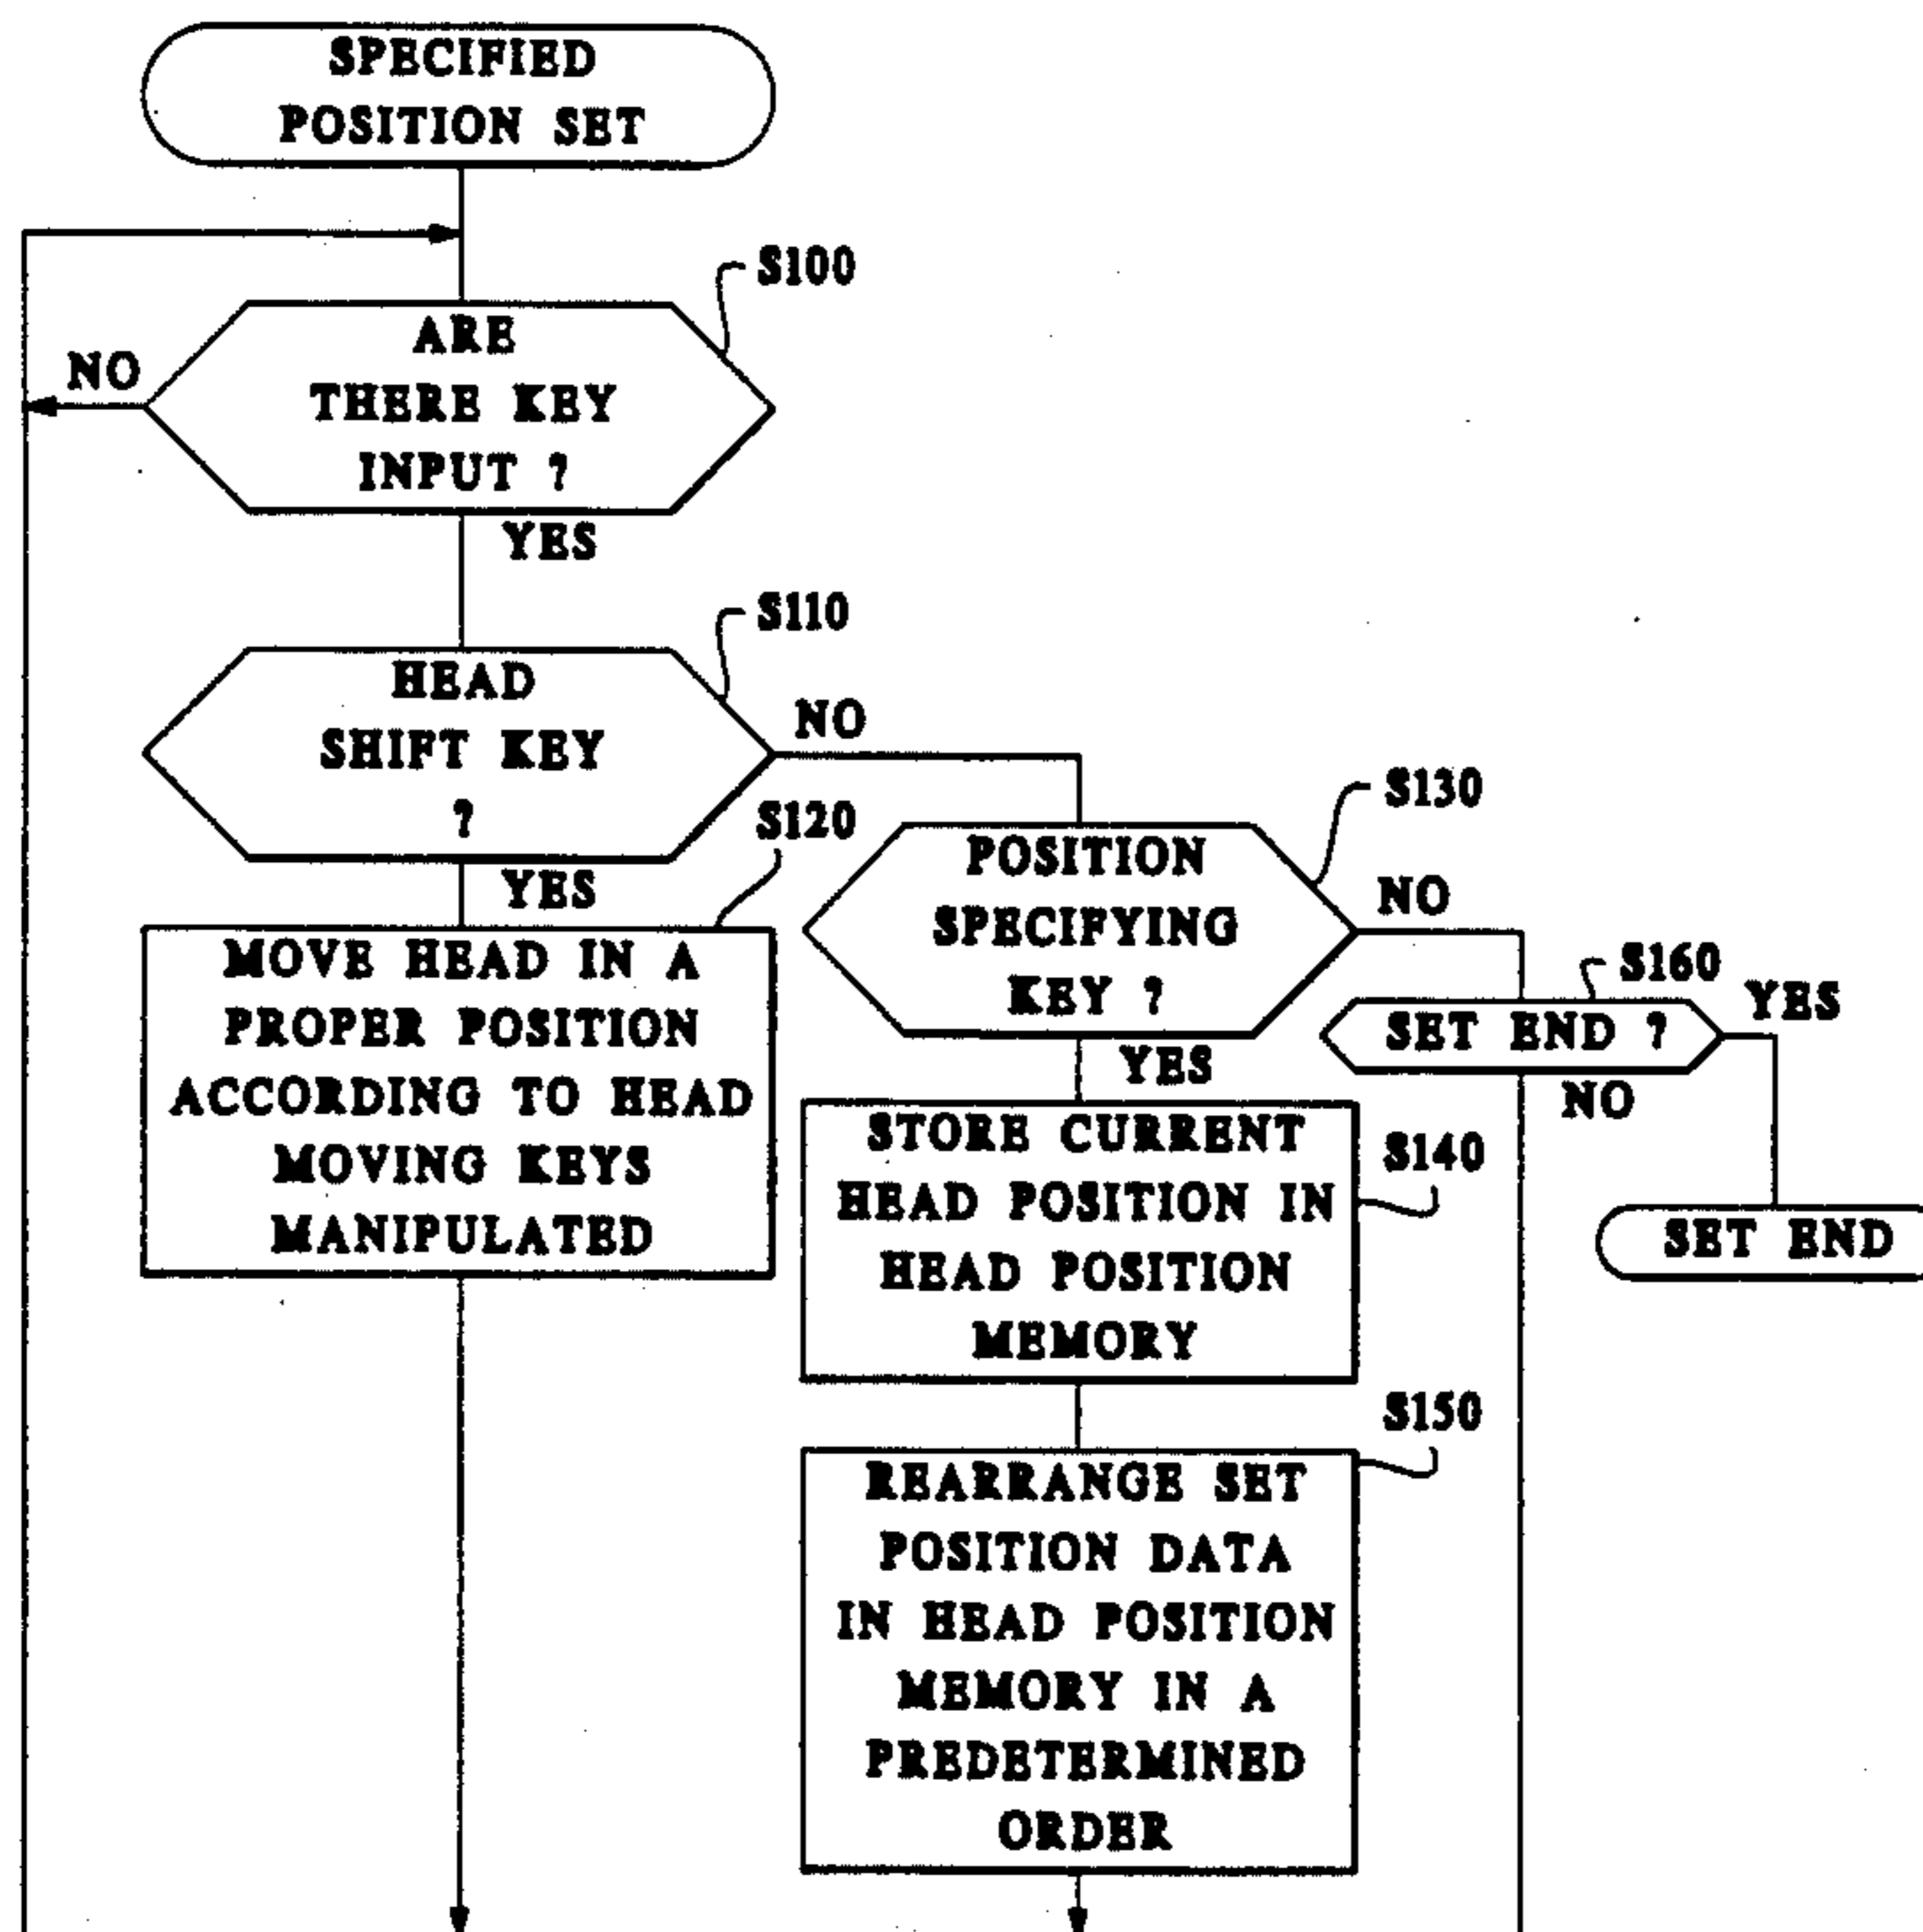 SPECIFIED
POSITION SET
S100
ARE
THERE KEY
INPUT ?
NO
YES
S110
HEAD
SHIFT KEY
?
NO
YES
S120
MOVE HEAD IN A
PROPER POSITION
ACCORDING TO HEAD
MOVING KEYS
MANIPULATED
S130
POSITION
SPECIFYING
KEY ?
NO
YES
S160
SET END ?
YES
NO
SET END
S140
STORE CURRENT
HEAD POSITION IN
HEAD POSITION
MEMORY
S150
REARRANGE SET
POSITION DATA
IN HEAD POSITION
MEMORY IN A
PREDETERMINED
ORDER